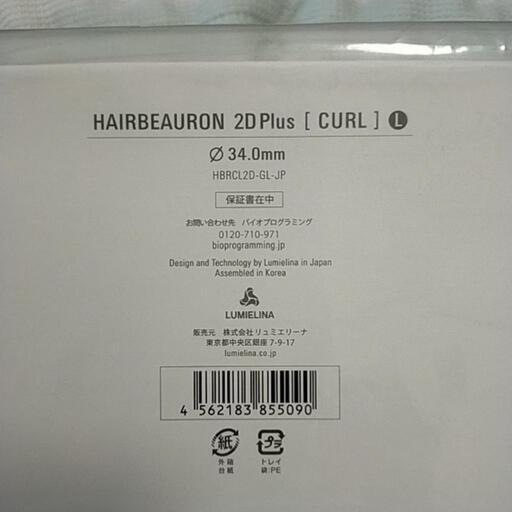 HAIRBEAURON 2D Plus [ CURL ] L
Ø 34.0mm
HBRCL2D-GL-JP
保証書在中
お問い合わせ先 バイオプログラミング
0120-710-971
bioprogramming.jp
Design and Technology by Lumielina in Japan
Assembled in Korea
LUMIELINA
販売元 株式会社リュミエリーナ
東京都中央区銀座 7-9-17
lumielina.co.jp
4 562183 855090
紙 プラ
外箱 トレイ
台紙 袋:PE